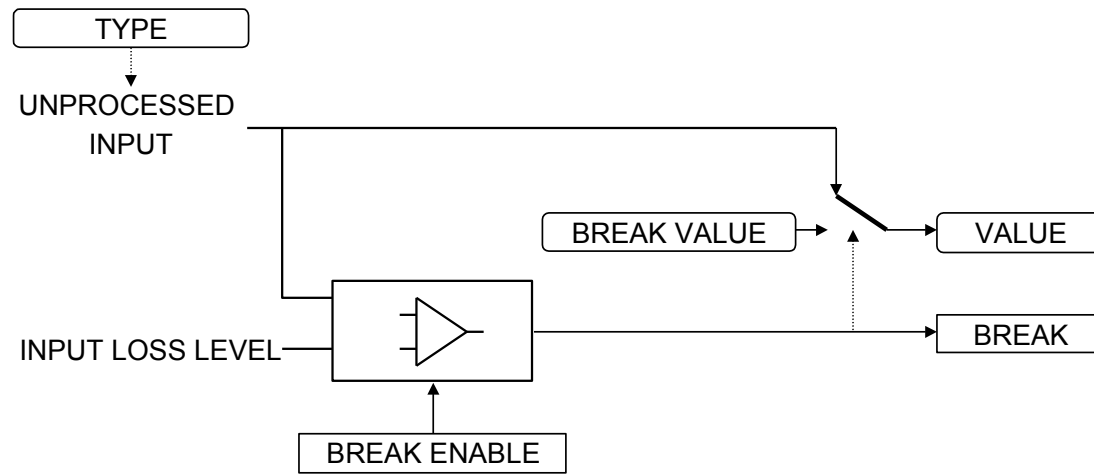 TYPE
UNPROCESSED
INPUT
BREAK VALUE
VALUE
INPUT LOSS LEVEL
BREAK
BREAK ENABLE